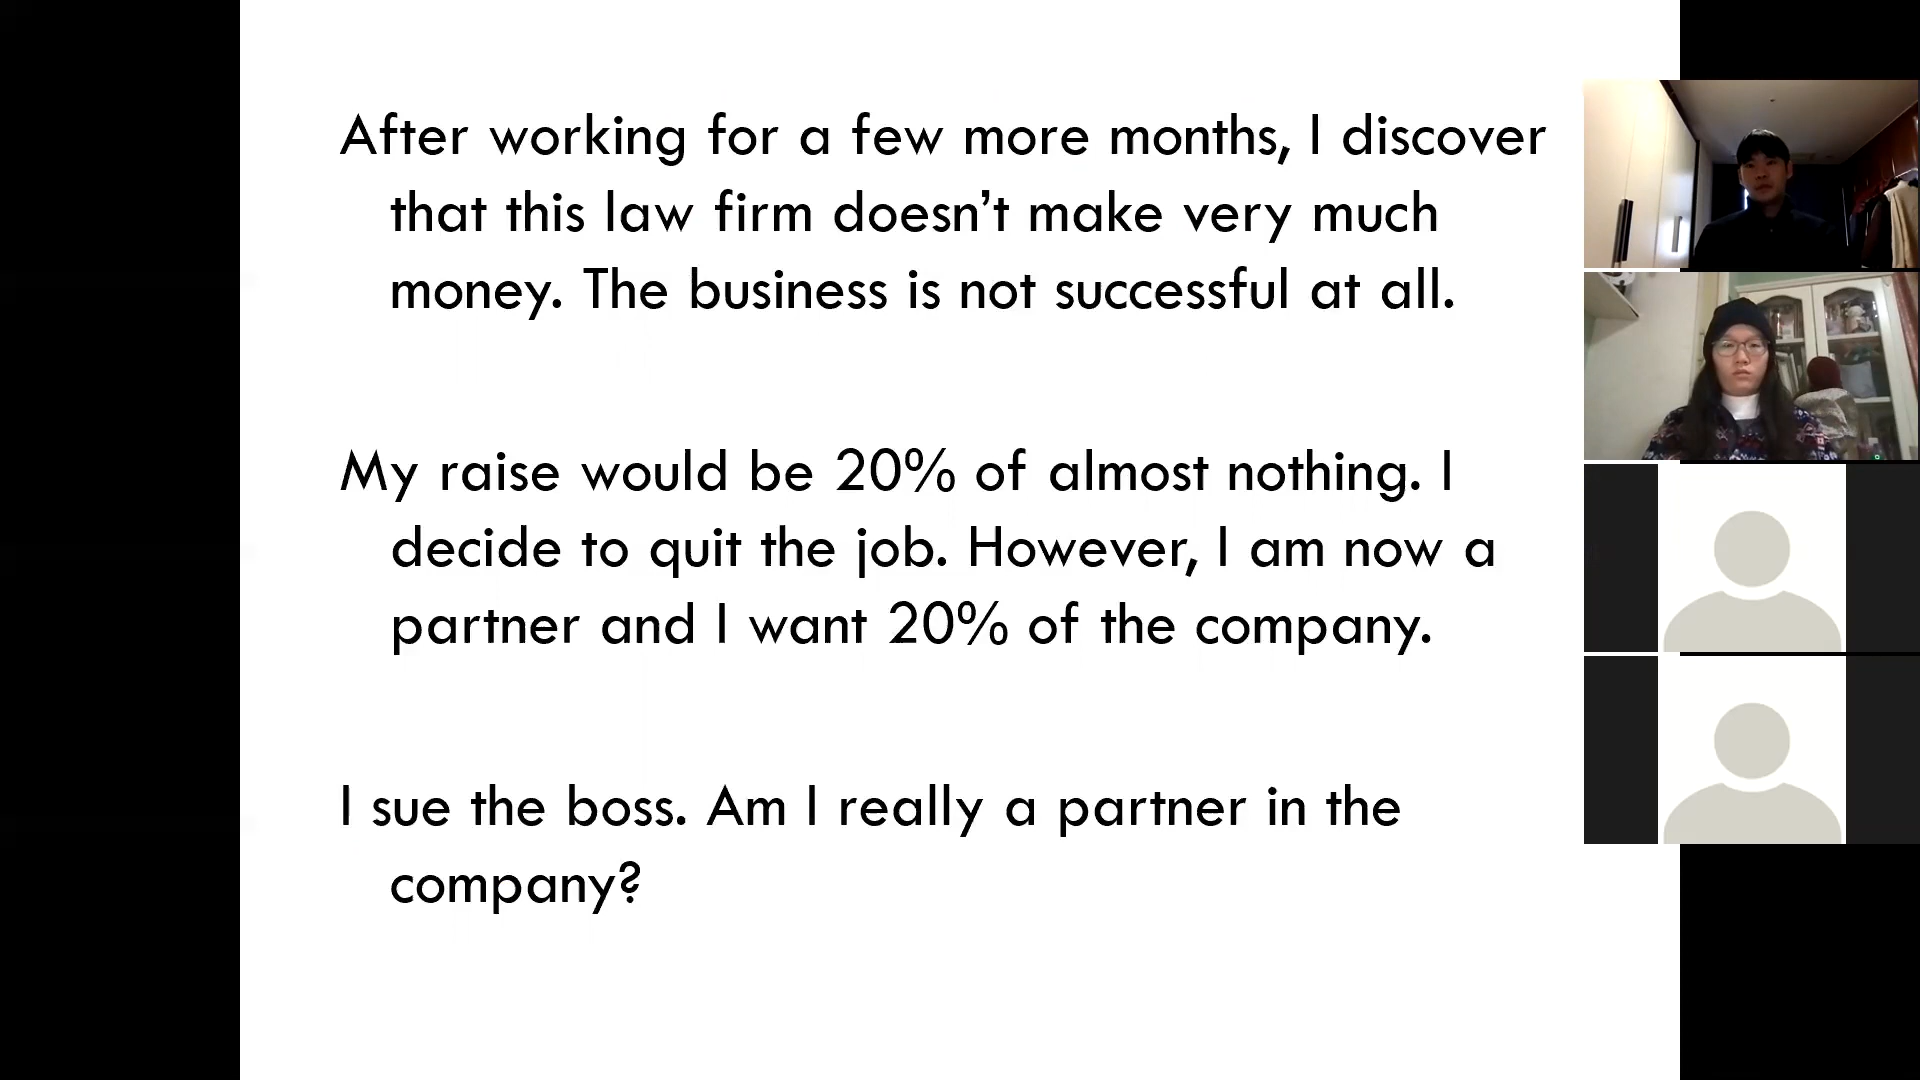 After working for a few more months, I discover
that this law firm doesn’t make very much
money. The business is not successful at all.
My raise would be 20% of almost nothing. I
decide to quit the job. However, I am now a
partner and I want 20% of the company.
I sue the boss. Am I really a partner in the
company?